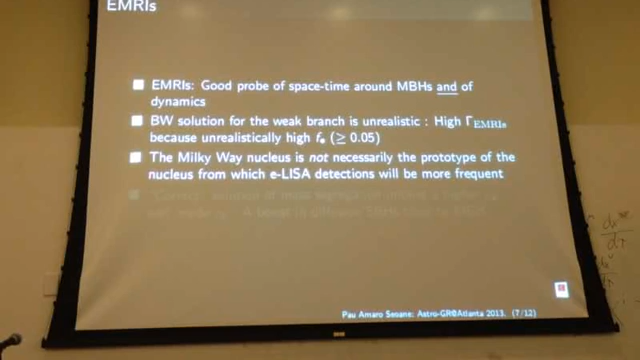 EMRIs
EMRIs: Good probe of space-time around MBHs and of
dynamics
BW solution for the weak branch is unrealistic : High Γ_EMRIs
because unrealistically high f• (≥ 0.05)
The Milky Way nucleus is not necessarily the prototype of the
nucleus from which e-LISA detections will be more frequent
Pau Amaro Seoane: Astro-GR@Atlanta 2013. (7/12)